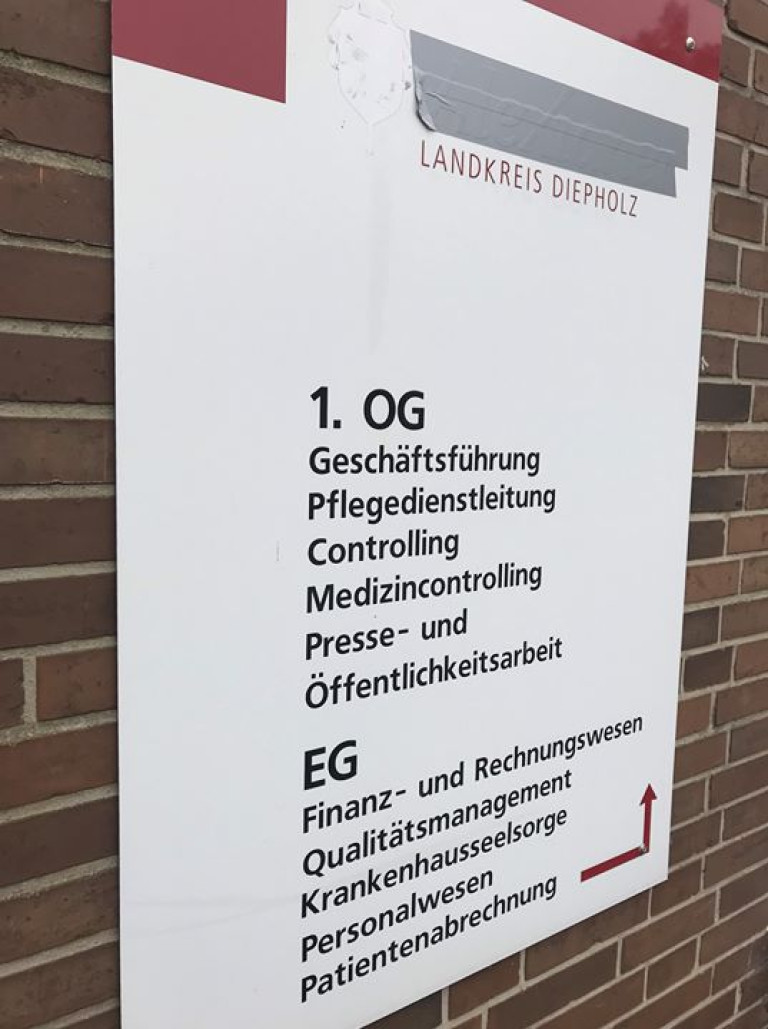 LANDKREIS DIEPHOLZ
1. OG
Geschäftsführung
Pflegedienstleitung
Controlling
Medizincontrolling
Presse- und
Öffentlichkeitsarbeit
EG
Finanz- und Rechnungswesen
Qualitätsmanagement
Krankenhausseelsorge
Personalwesen
Patientenabrechnung